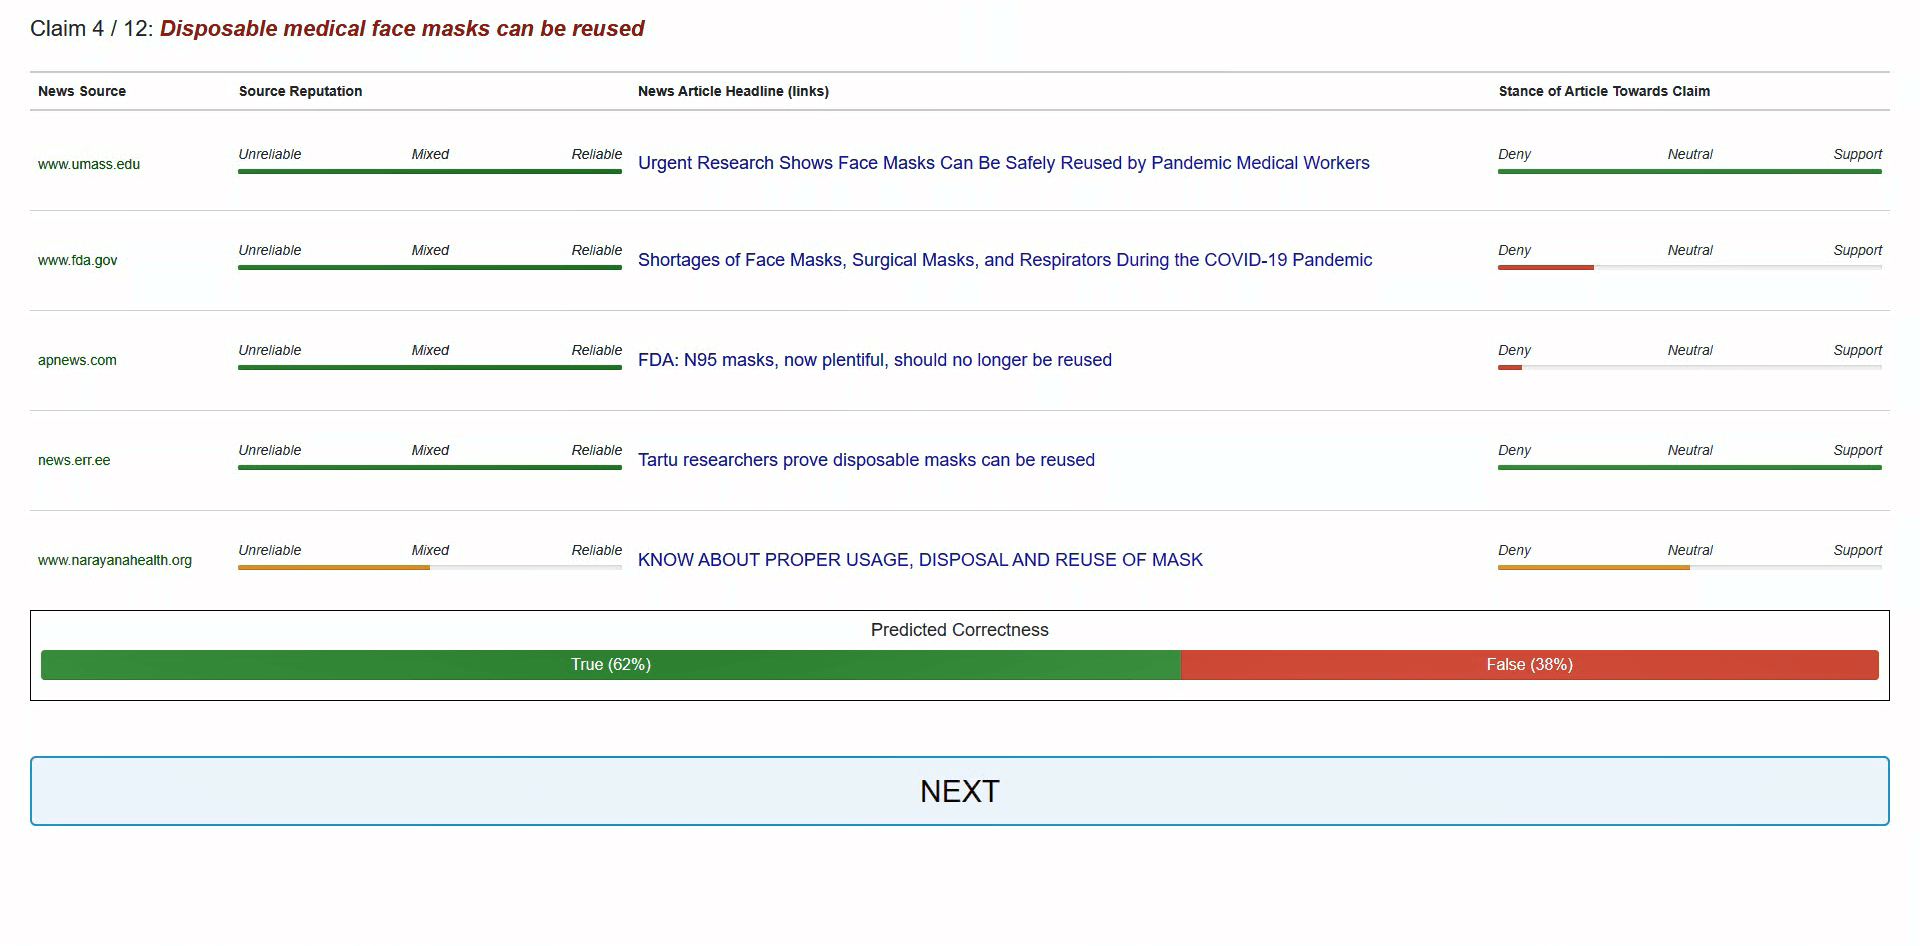 Claim 4 / 12: Disposable medical face masks can be reused
News Source Source Reputation News Article Headline (links) Stance of Article Towards Claim
www.umass.edu Unreliable Mixed Reliable Urgent Research Shows Face Masks Can Be Safely Reused by Pandemic Medical Workers Deny Neutral Support
www.fda.gov Unreliable Mixed Reliable Shortages of Face Masks, Surgical Masks, and Respirators During the COVID-19 Pandemic Deny Neutral Support
apnews.com Unreliable Mixed Reliable FDA: N95 masks, now plentiful, should no longer be reused Deny Neutral Support
news.err.ee Unreliable Mixed Reliable Tartu researchers prove disposable masks can be reused Deny Neutral Support
www.narayanahealth.org Unreliable Mixed Reliable KNOW ABOUT PROPER USAGE, DISPOSAL AND REUSE OF MASK Deny Neutral Support
Predicted Correctness
True (62%) False (38%)
NEXT